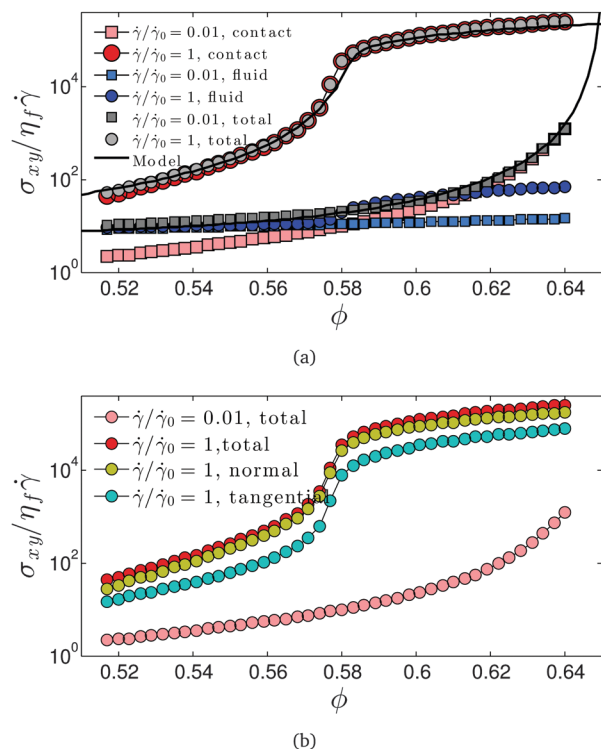 γ̇/γ̇0 = 0.01, contact
γ̇/γ̇0 = 1, contact
γ̇/γ̇0 = 0.01, fluid
γ̇/γ̇0 = 1, fluid
γ̇/γ̇0 = 0.01, total
γ̇/γ̇0 = 1, total
Model
σxy/ηfγ̇
10^4
10^2
10^0
0.52 0.54 0.56 0.58 0.6 0.62 0.64
ϕ
(a)
γ̇/γ̇0 = 0.01, total
γ̇/γ̇0 = 1,total
γ̇/γ̇0 = 1, normal
γ̇/γ̇0 = 1, tangential
σxy/ηfγ̇
10^4
10^2
10^0
0.52 0.54 0.56 0.58 0.6 0.62 0.64
ϕ
(b)